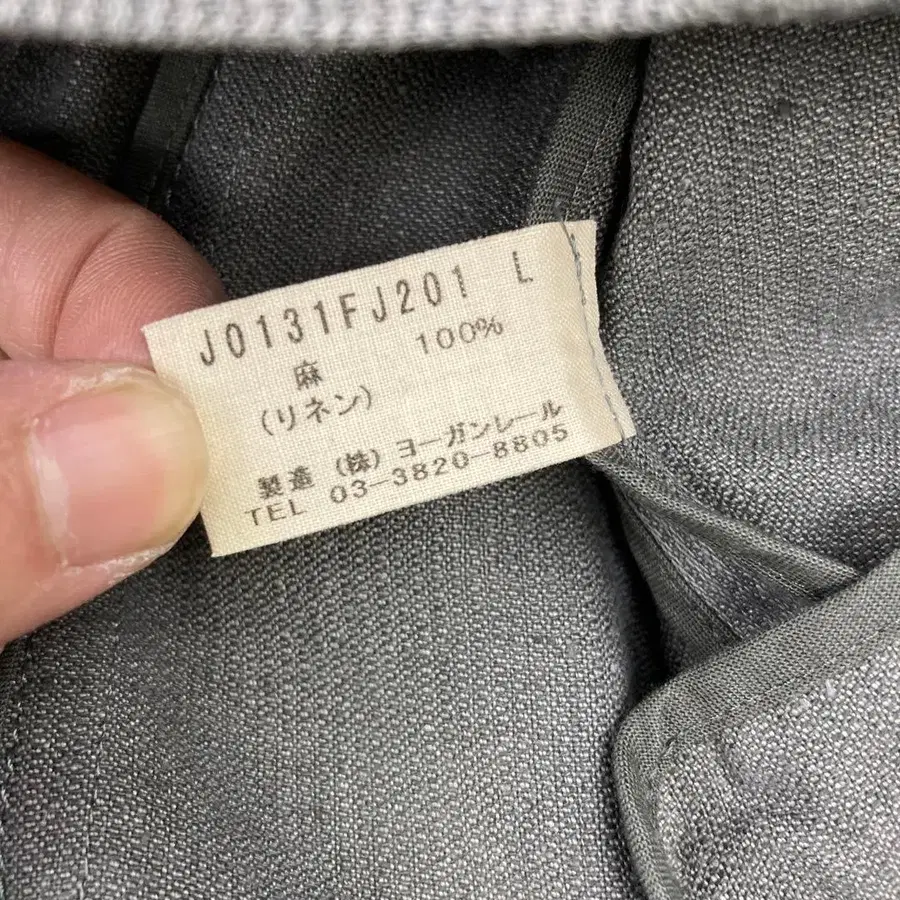 J0131FJ201 L
麻 100%
(リネン)
製造 (株) ヨーガンレール
TEL 03-3820-8805